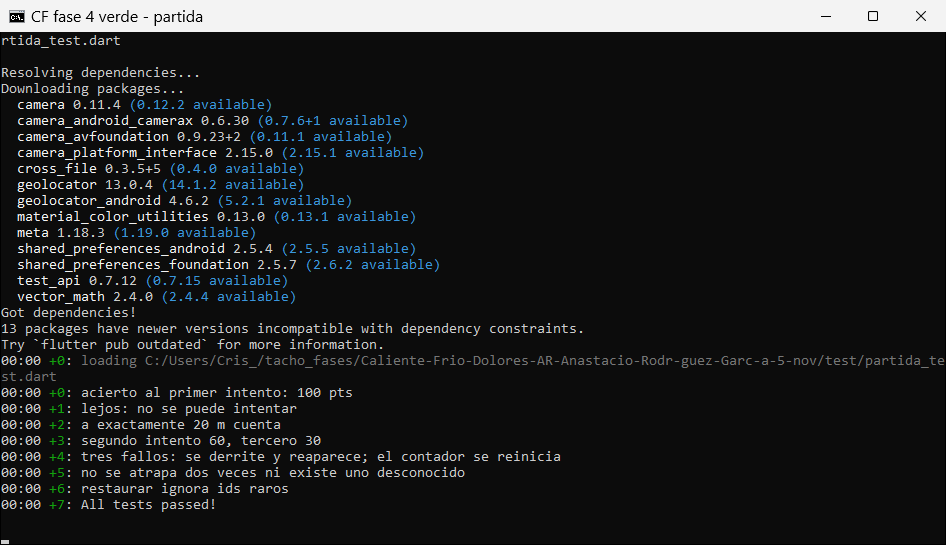 CF fase 4 verde - partida
rtida_test.dart
Resolving dependencies...
Downloading packages...
camera 0.11.4 (0.12.2 available)
camera_android_camerax 0.6.30 (0.7.6+1 available)
camera_avfoundation 0.9.23+2 (0.11.1 available)
camera_platform_interface 2.15.0 (2.15.1 available)
cross_file 0.3.5+5 (0.4.0 available)
geolocator 13.0.4 (14.1.2 available)
geolocator_android 4.6.2 (5.2.1 available)
material_color_utilities 0.13.0 (0.13.1 available)
meta 1.18.3 (1.19.0 available)
shared_preferences_android 2.5.4 (2.5.5 available)
shared_preferences_foundation 2.5.7 (2.6.2 available)
test_api 0.7.12 (0.7.15 available)
vector_math 2.4.0 (2.4.4 available)
Got dependencies!
13 packages have newer versions incompatible with dependency constraints.
Try `flutter pub outdated` for more information.
00:00 +0: loading C:/Users/Cris_/tacho_fases/Caliente-Frio-Dolores-AR-Anastacio-Rodr-guez-Garc-a-5-nov/test/partida_te
st.dart
00:00 +0: acierto al primer intento: 100 pts
00:00 +1: lejos: no se puede intentar
00:00 +2: a exactamente 20 m cuenta
00:00 +3: segundo intento 60, tercero 30
00:00 +4: tres fallos: se derrite y reaparece; el contador se reinicia
00:00 +5: no se atrapa dos veces ni existe uno desconocido
00:00 +6: restaurar ignora ids raros
00:00 +7: All tests passed!